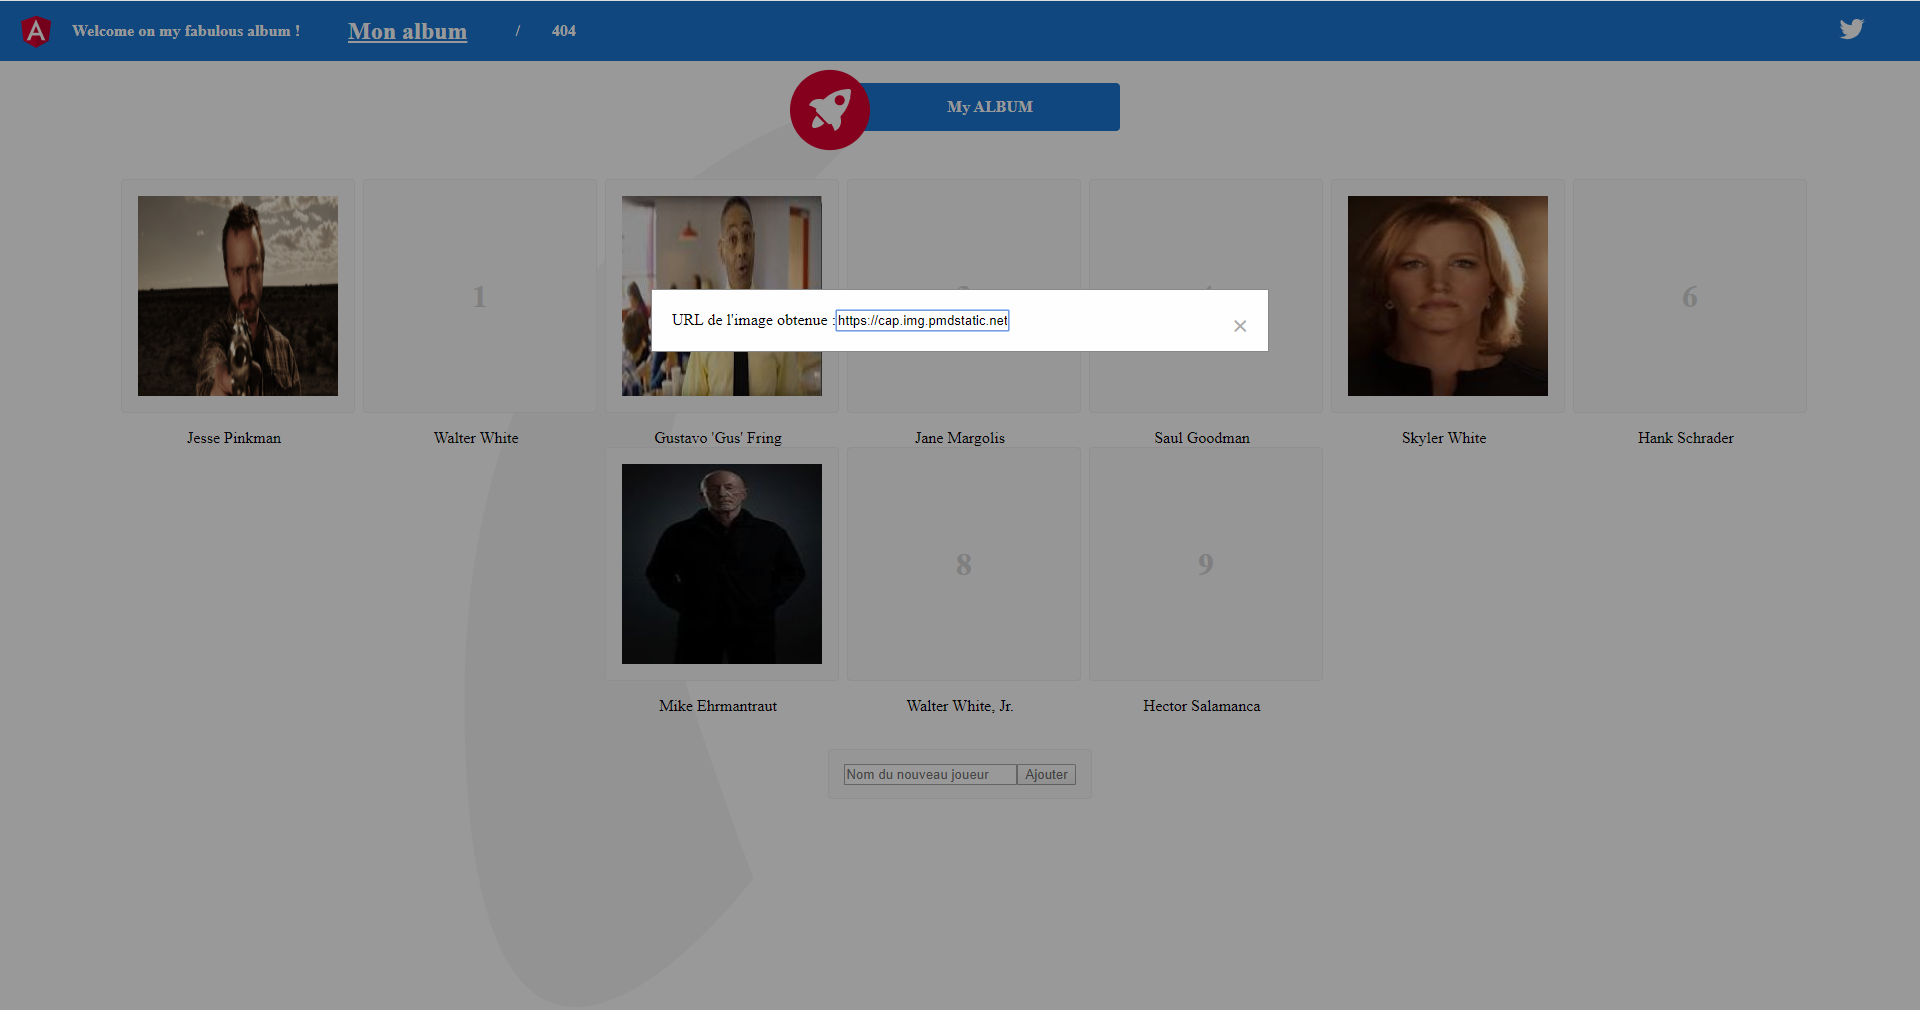 Welcome on my fabulous album !
Mon album
/
404
My ALBUM
1
6
URL de l'image obtenue :
https://cap.img.pmdstatic.net
×
Jesse Pinkman
Walter White
Gustavo 'Gus' Fring
Jane Margolis
Saul Goodman
Skyler White
Hank Schrader
8
9
Mike Ehrmantraut
Walter White, Jr.
Hector Salamanca
Nom du nouveau joueur
Ajouter